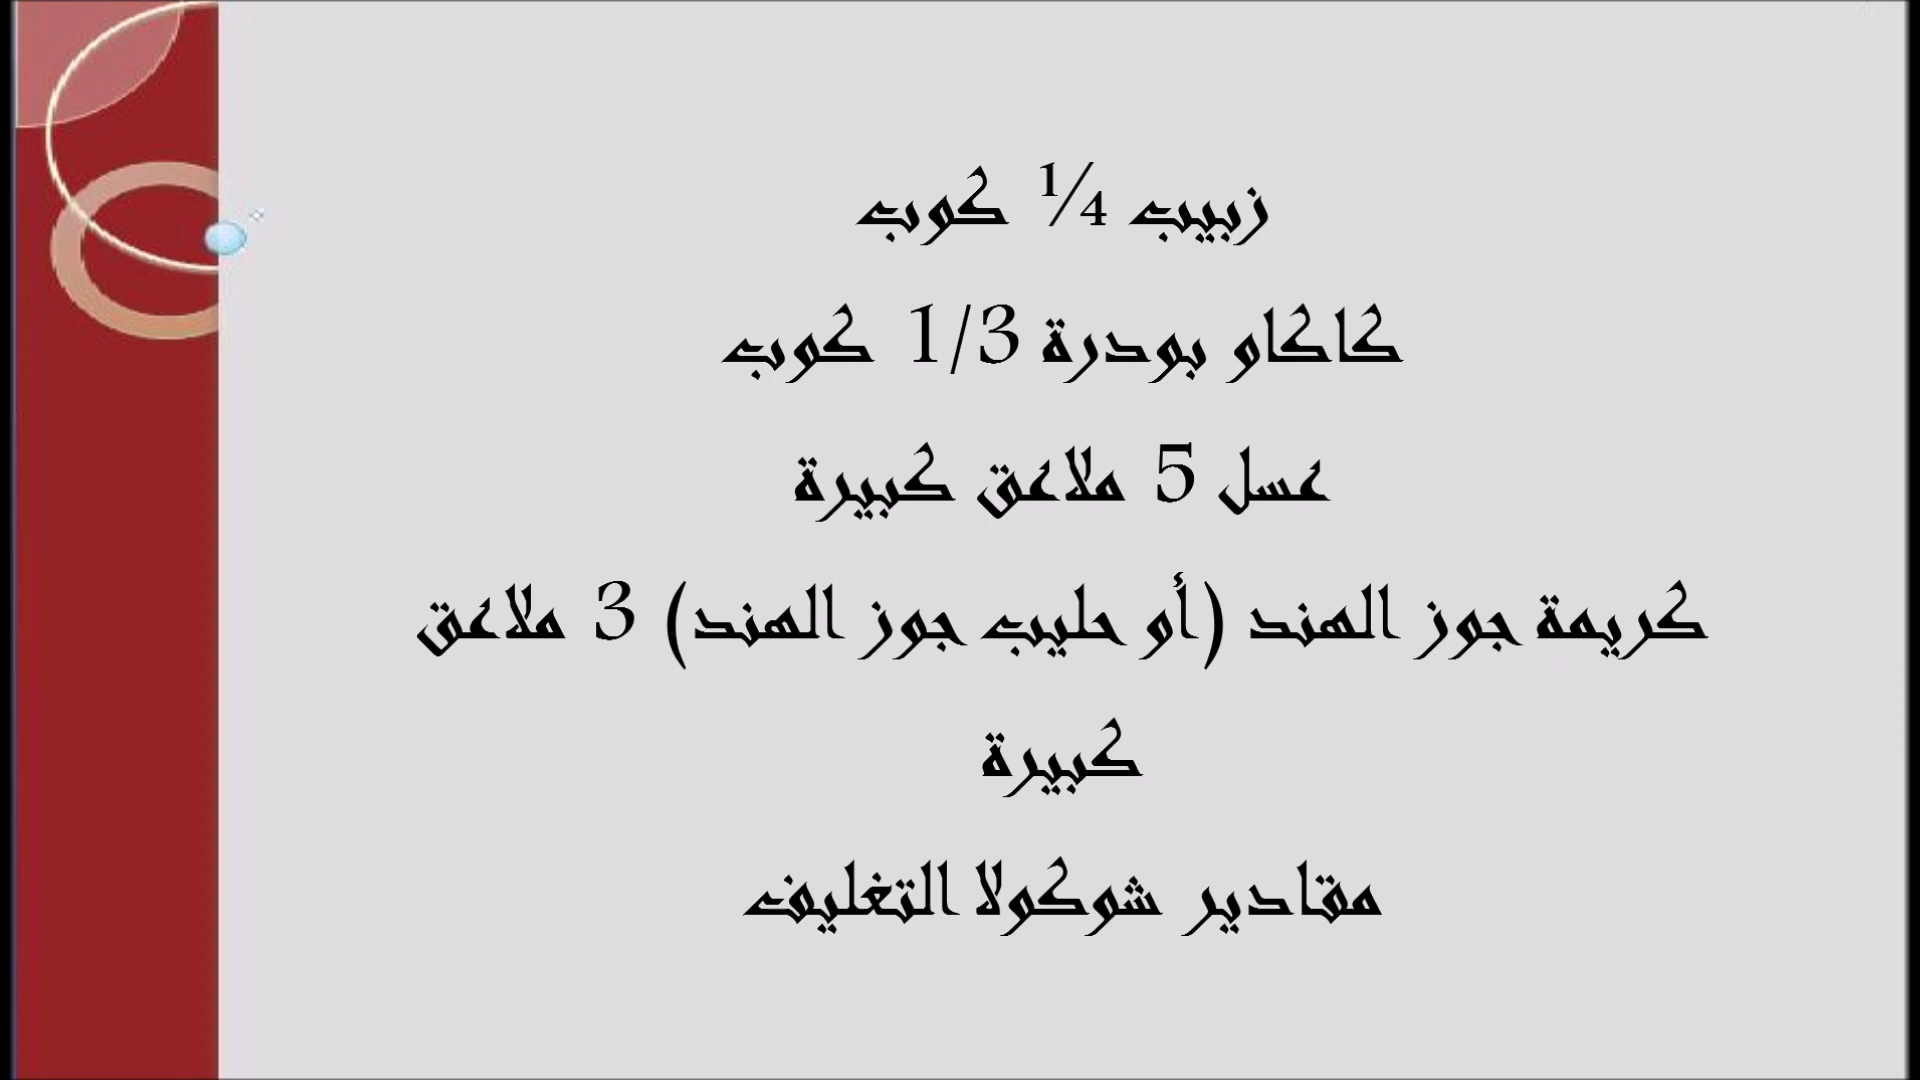 زبيب ¼ كوب
كاكاو بودرة 1/3 كوب
عسل 5 ملاعق كبيرة
كريمة جوز الهند (أو حليب جوز الهند) 3 ملاعق
كبيرة
مقادير شوكولا التغليف